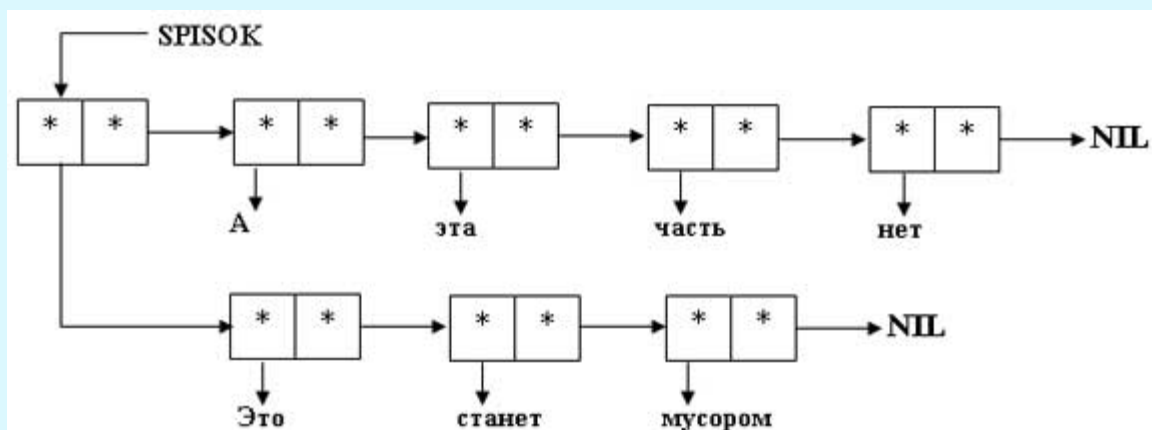 SPISOK
* * * * * * * * * * NIL
А эта часть нет
* * * * * * NIL
Это станет мусором